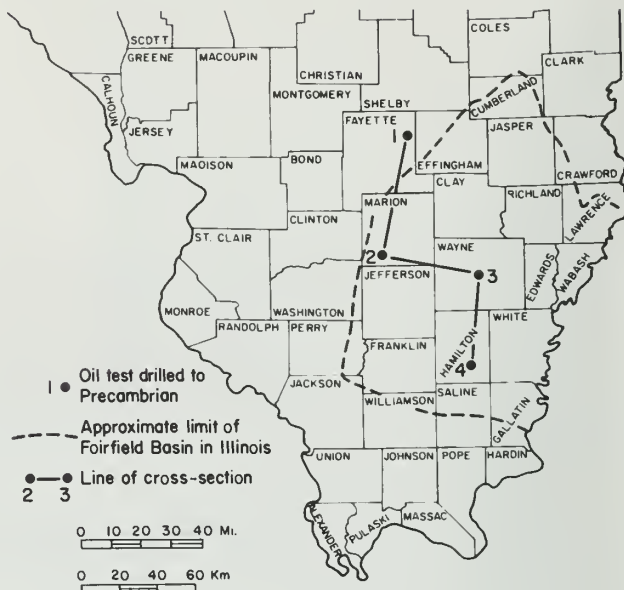 SCOTT
GREENE
MACOUPIN
CHRISTIAN
MONTGOMERY
SHELBY
COLES
CLARK
CUMBERLAND
CALHOUN
JERSEY
FAYETTE
1
EFFINGHAM
JASPER
CRAWFORD
MADISON
BOND
CLAY
RICHLAND
LAWRENCE
MARION
CLINTON
ST. CLAIR
2
WAYNE
3
EDWARDS
WABASH
JEFFERSON
MONROE
WASHINGTON
RANDOLPH
PERRY
HAMILTON
WHITE
FRANKLIN
4
JACKSON
WILLIAMSON
SALINE
GALLATIN
UNION
JOHNSON
POPE
HARDIN
ALEXANDER
PULASKI
MASSAC
1 Oil test drilled to
Precambrian
Approximate limit of
Fairfield Basin in Illinois
2 3 Line of cross-section
0 10 20 30 40 Mi.
0 20 40 60 Km